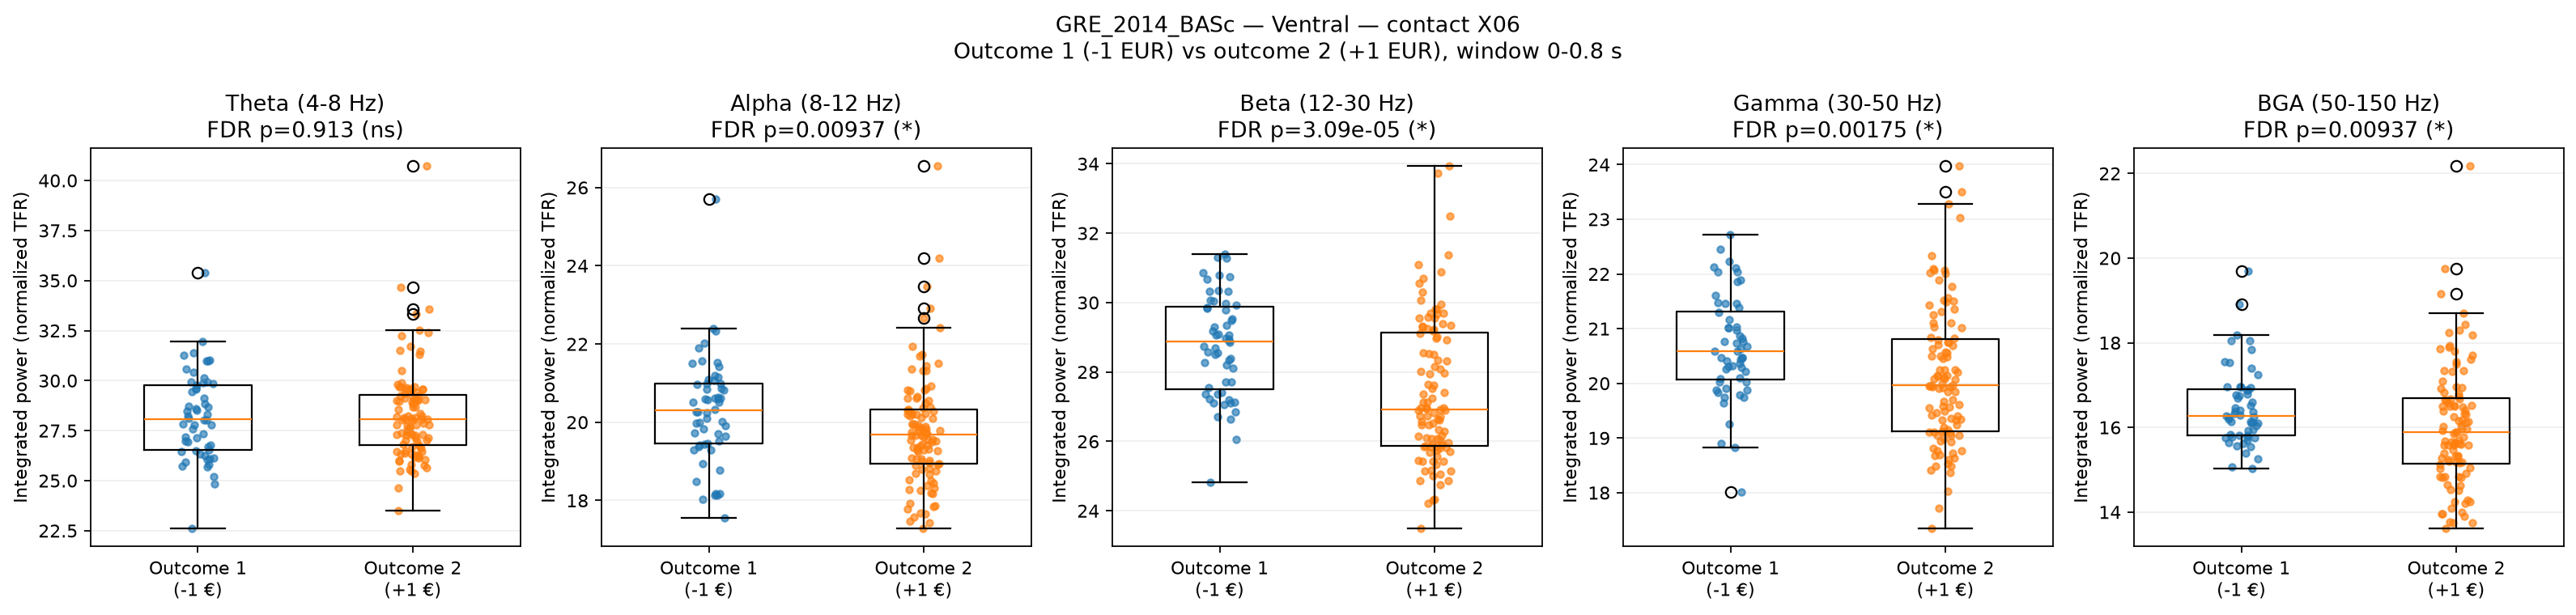 GRE_2014_BASc — Ventral — contact X06
Outcome 1 (-1 EUR) vs outcome 2 (+1 EUR), window 0-0.8 s
Theta (4-8 Hz)
FDR p=0.913 (ns)
Integrated power (normalized TFR)
40.0
37.5
35.0
32.5
30.0
27.5
25.0
22.5
Outcome 1
(-1 €)
Outcome 2
(+1 €)
Alpha (8-12 Hz)
FDR p=0.00937 (*)
Integrated power (normalized TFR)
26
24
22
20
18
Outcome 1
(-1 €)
Outcome 2
(+1 €)
Beta (12-30 Hz)
FDR p=3.09e-05 (*)
Integrated power (normalized TFR)
34
32
30
28
26
24
Outcome 1
(-1 €)
Outcome 2
(+1 €)
Gamma (30-50 Hz)
FDR p=0.00175 (*)
Integrated power (normalized TFR)
24
23
22
21
20
19
18
Outcome 1
(-1 €)
Outcome 2
(+1 €)
BGA (50-150 Hz)
FDR p=0.00937 (*)
Integrated power (normalized TFR)
22
20
18
16
14
Outcome 1
(-1 €)
Outcome 2
(+1 €)